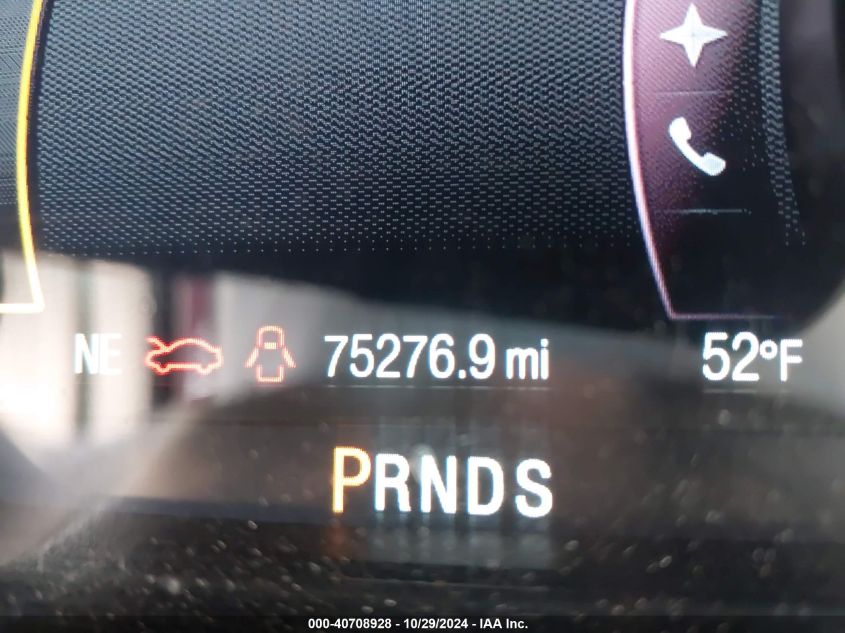 NE 75276.9 mi 52°F
PRNDS
000-40708928 - 10/29/2024 - IAA Inc.